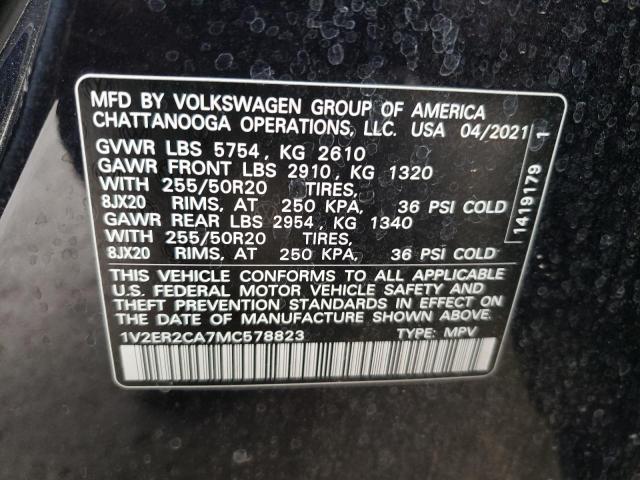 MFD BY VOLKSWAGEN GROUP OF AMERICA
CHATTANOOGA OPERATIONS, LLC. USA 04/2021
GVWR LBS 5754, KG 2610
GAWR FRONT LBS 2910, KG 1320
WITH 255/50R20 TIRES,
8JX20 RIMS, AT 250 KPA, 36 PSI COLD
GAWR REAR LBS 2954, KG 1340
WITH 255/50R20 TIRES,
8JX20 RIMS, AT 250 KPA, 36 PSI COLD
THIS VEHICLE CONFORMS TO ALL APPLICABLE
U.S. FEDERAL MOTOR VEHICLE SAFETY AND
THEFT PREVENTION STANDARDS IN EFFECT ON
THE DATE OF MANUFACTURE SHOWN ABOVE.
1V2ER2CA7MC578823 TYPE: MPV
1419179 1